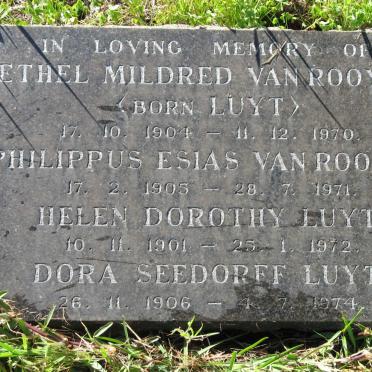 IN LOVING MEMORY OF
ETHEL MILDRED VAN ROOY
(BORN LUYT)
17. 10. 1904 – 11. 12. 1970.
PHILIPPUS ESIAS VAN ROO
17. 2. 1905 – 28. 7. 1971.
HELEN DOROTHY LUYT
10. 11. 1901 – 25. 1. 1972.
DORA SEEDORFF LUYT
26. 11. 1906 – 4. 7. 1974.